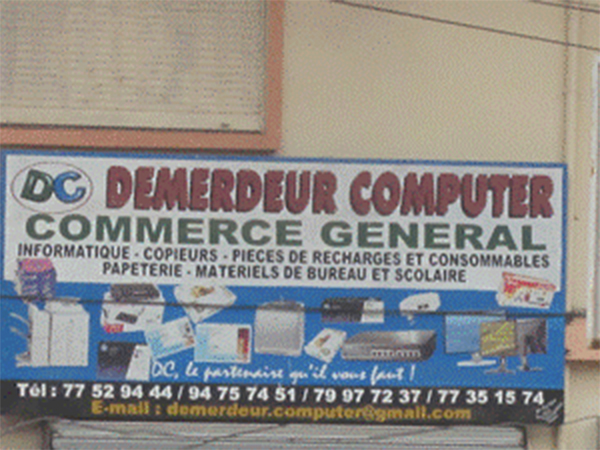 DC DEMERDEUR COMPUTER
COMMERCE GENERAL
INFORMATIQUE - COPIEURS - PIECES DE RECHARGES ET CONSOMMABLES
PAPETERIE - MATERIELS DE BUREAU ET SCOLAIRE
DC, le partenaire qu'il vous faut !
Tél : 77 52 94 44 / 94 75 74 51 / 79 97 72 37 / 77 35 15 74
E-mail : demerdeur.computer@gmail.com